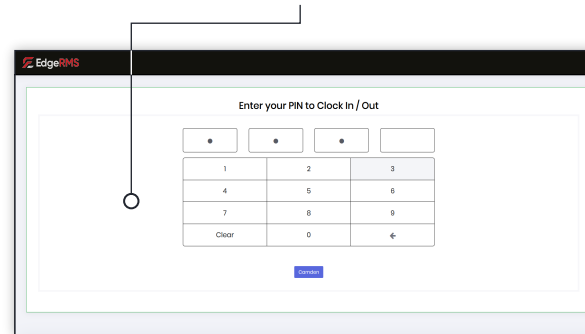 EdgeRMS
Enter your PIN to Clock In / Out
1 2 3
4 5 6
7 8 9
Clear 0
Camden